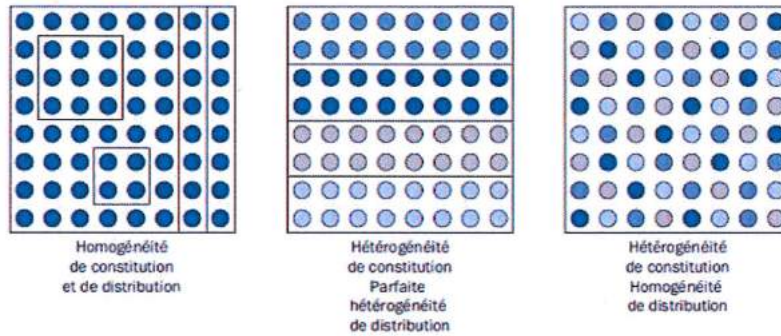 Homogénéité
de constitution
et de distribution
Hétérogénéité
de constitution
Parfaite
hétérogénéité
de distribution
Hétérogénéité
de constitution
Homogénéité
de distribution